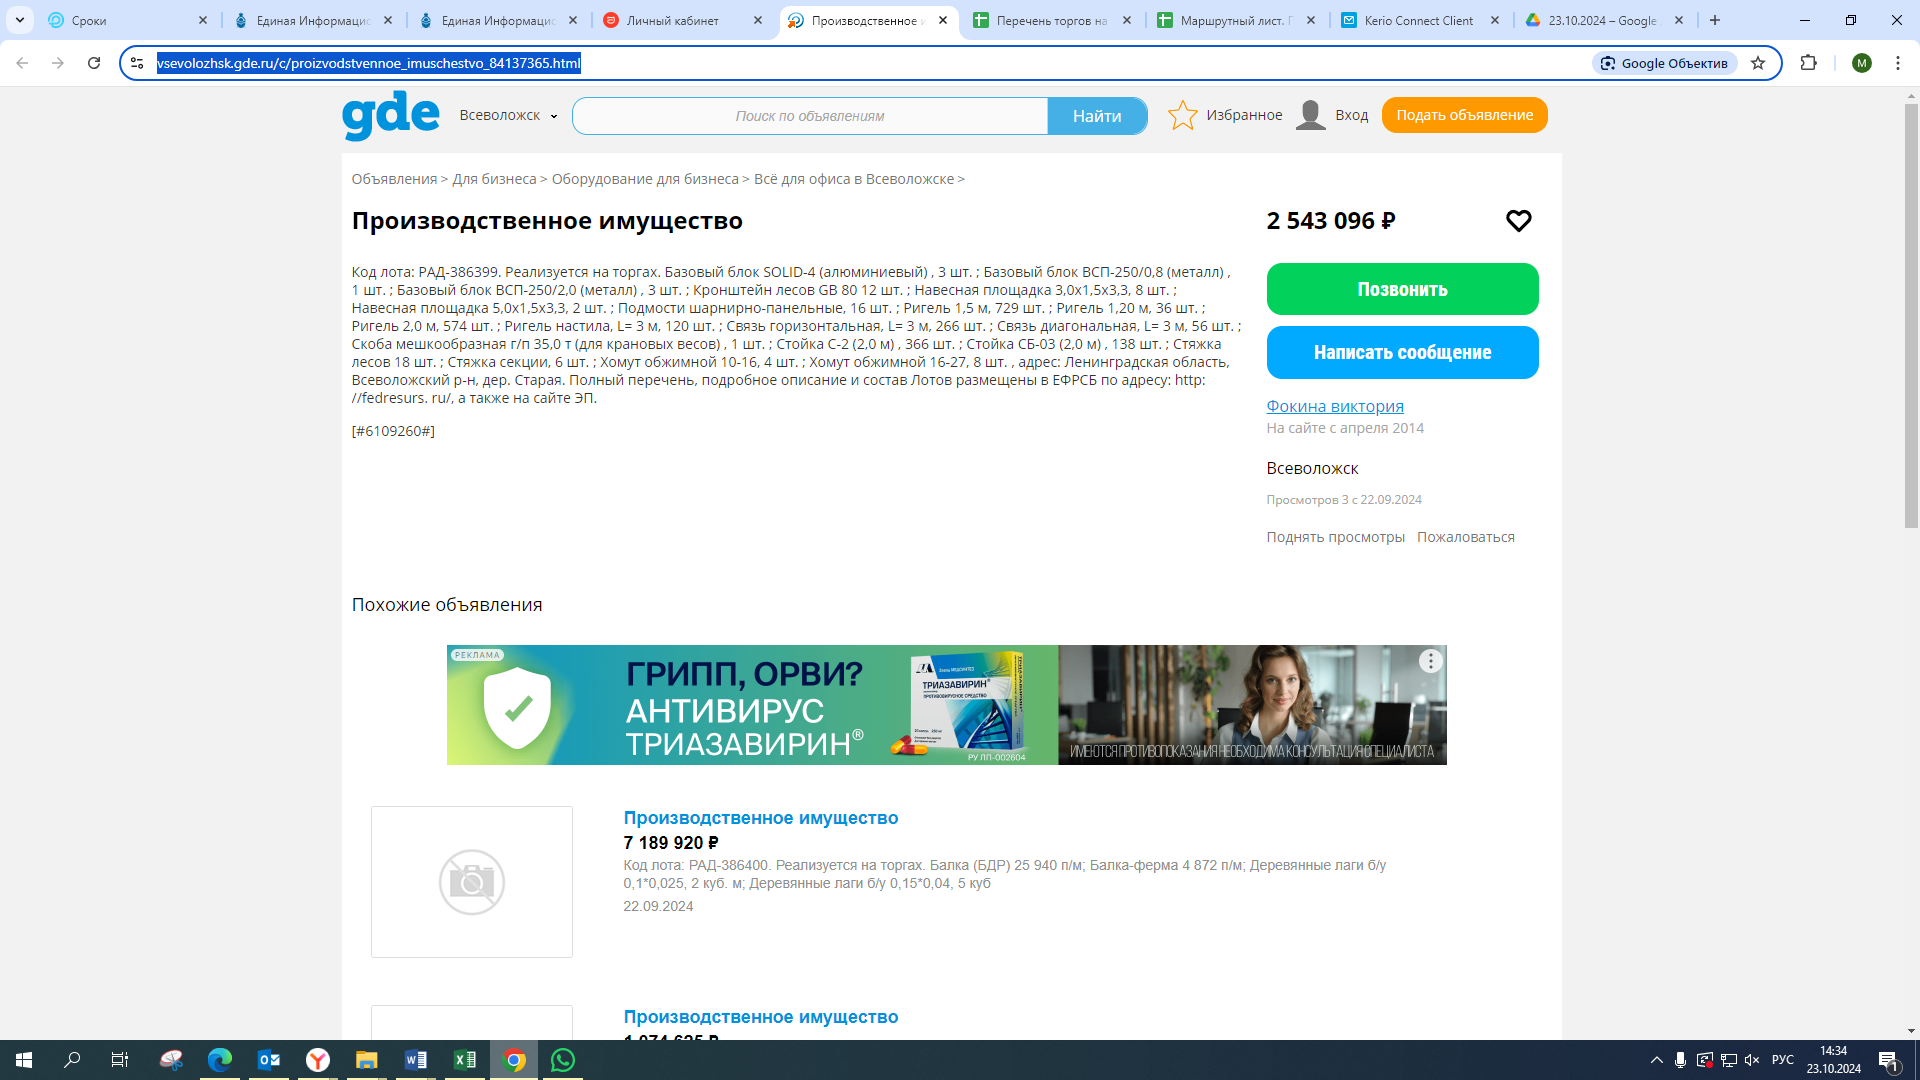 Сроки
Единая Информацио
Единая Информацио
Личный кабинет
Производственное и
Перечень торгов на
Маршрутный лист. Г
Kerio Connect Client
23.10.2024 – Google
vsevolozhsk.gde.ru/c/proizvodstvennoe_imuschestvo_84137365.html
Google Объектив
M
gde
Всеволожск
Поиск по объявлениям
Найти
Избранное
Вход
Подать объявление
Объявления > Для бизнеса > Оборудование для бизнеса > Всё для офиса в Всеволожске >
Производственное имущество
2 543 096 ₽
Код лота: РАД-386399. Реализуется на торгах. Базовый блок SOLID-4 (алюминиевый) , 3 шт. ; Базовый блок ВСП-250/0,8 (металл) ,
1 шт. ; Базовый блок ВСП-250/2,0 (металл) , 3 шт. ; Кронштейн лесов GB 80 12 шт. ; Навесная площадка 3,0х1,5х3,3, 8 шт. ;
Навесная площадка 5,0х1,5х3,3, 2 шт. ; Подмости шарнирно-панельные, 16 шт. ; Ригель 1,5 м, 729 шт. ; Ригель 1,20 м, 36 шт. ;
Ригель 2,0 м, 574 шт. ; Ригель настила, L= 3 м, 120 шт. ; Связь горизонтальная, L= 3 м, 266 шт. ; Связь диагональная, L= 3 м, 56 шт. ;
Скоба мешкообразная г/п 35,0 т (для крановых весов) , 1 шт. ; Стойка С-2 (2,0 м) , 366 шт. ; Стойка СБ-03 (2,0 м) , 138 шт. ; Стяжка
лесов 18 шт. ; Стяжка секции, 6 шт. ; Хомут обжимной 10-16, 4 шт. ; Хомут обжимной 16-27, 8 шт. , адрес: Ленинградская область,
Всеволожский р-н, дер. Старая. Полный перечень, подробное описание и состав Лотов размещены в ЕФРСБ по адресу: http:
//fedresurs. ru/, а также на сайте ЭП.
[#6109260#]
Позвонить
Написать сообщение
Фокина виктория
На сайте с апреля 2014
Всеволожск
Просмотров 3 с 22.09.2024
Поднять просмотры Пожаловаться
Похожие объявления
РЕКЛАМА
ГРИПП, ОРВИ?
АНТИВИРУС
ТРИАЗАВИРИН®
ТРИАЗАВИРИН
РУ ЛП-002604
ИМЕЮТСЯ ПРОТИВОПОКАЗАНИЯ НЕОБХОДИМА КОНСУЛЬТАЦИЯ СПЕЦИАЛИСТА
Производственное имущество
7 189 920 ₽
Код лота: РАД-386400. Реализуется на торгах. Балка (БДР) 25 940 п/м; Балка-ферма 4 872 п/м; Деревянные лаги б/у
0,1*0,025, 2 куб. м; Деревянные лаги б/у 0,15*0,04, 5 куб
22.09.2024
Производственное имущество
1 074 625 ₽
РУС
14:34
23.10.2024
1